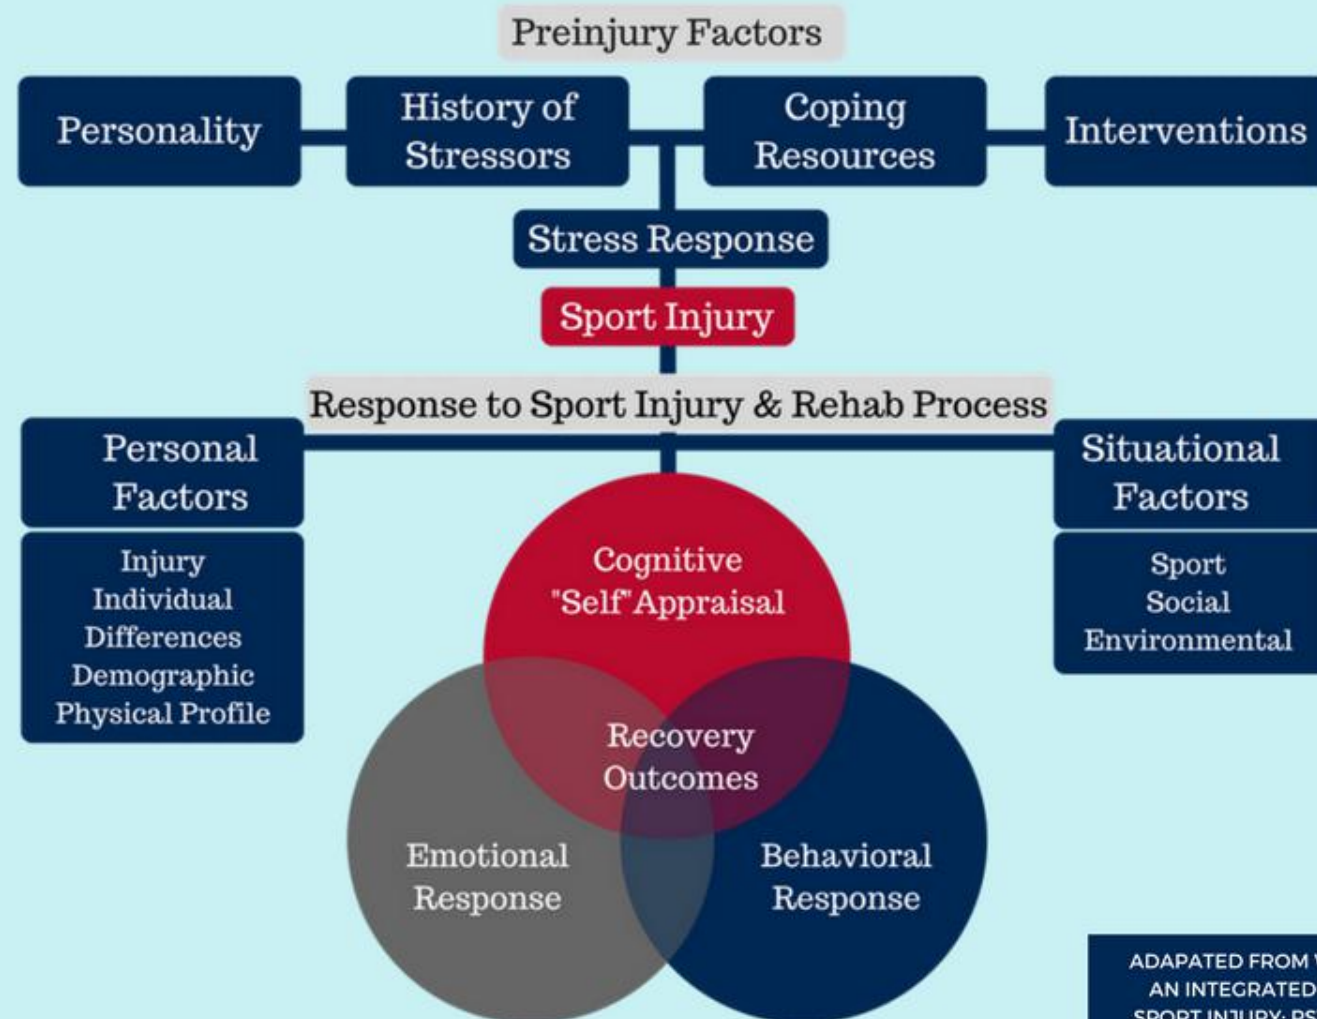 Preinjury Factors
Personality
History of
Stressors
Coping
Resources
Interventions
Stress Response
Sport Injury
Response to Sport Injury & Rehab Process
Personal
Factors
Injury
Individual
Differences
Demographic
Physical Profile
Situational
Factors
Sport
Social
Environmental
Cognitive
"Self"Appraisal
Recovery
Outcomes
Emotional
Response
Behavioral
Response
ADAPATED FROM
AN INTEGRATED
SPORT INJURY: